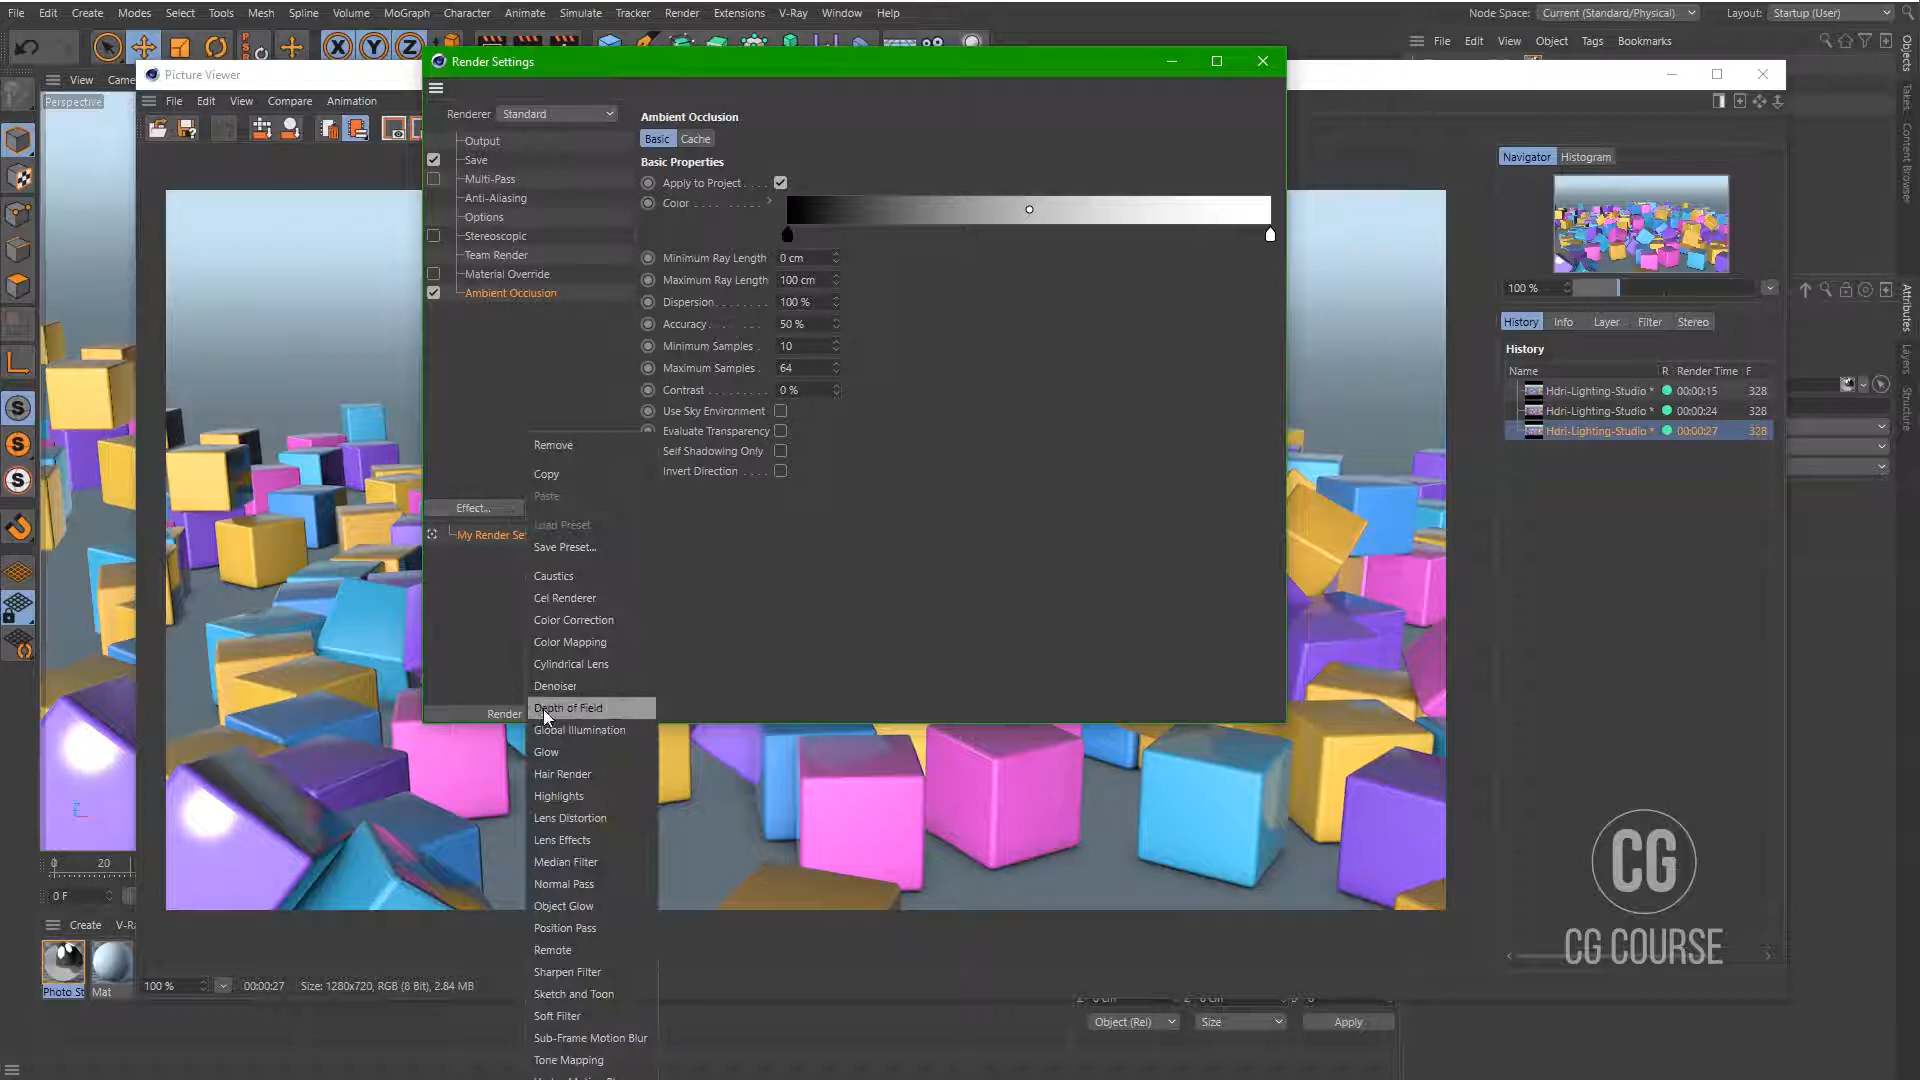 File Edit Create Modes Select Tools Mesh Spline Volume MoGraph Character Animate Simulate Tracker Render Extensions V-Ray Window Help
Node Space: Current (Standard/Physical) Layout: Startup (User)
X Y Z
File Edit View Object Tags Bookmarks
Render Settings
View Came
Picture Viewer
Perspective
File Edit View Compare Animation
Renderer Standard
Output
Save
Multi-Pass
Anti-Aliasing
Options
Stereoscopic
Team Render
Material Override
Ambient Occlusion
Effect...
My Render Se
Render
Ambient Occlusion
Basic Cache
Basic Properties
Apply to Project . . . .
Color
Minimum Ray Length 0 cm
Maximum Ray Length 100 cm
Dispersion 100 %
Accuracy 50 %
Minimum Samples . 10
Maximum Samples . 64
Contrast 0 %
Use Sky Environment
Evaluate Transparency
Self Shadowing Only
Invert Direction . . . .
Remove
Copy
Paste
Load Preset
Save Preset...
Caustics
Cel Renderer
Color Correction
Color Mapping
Cylindrical Lens
Denoiser
Depth of Field
Global Illumination
Glow
Hair Render
Highlights
Lens Distortion
Lens Effects
Median Filter
Normal Pass
Object Glow
Position Pass
Remote
Sharpen Filter
Sketch and Toon
Soft Filter
Sub-Frame Motion Blur
Tone Mapping
Navigator Histogram
100 %
History Info Layer Filter Stereo
History
Name R Render Time F
Hdri-Lighting-Studio * 00:00:15 328
Hdri-Lighting-Studio * 00:00:24 328
Hdri-Lighting-Studio * 00:00:27 328
Objects
Takes
Content Browser
Attributes
Layers
Structure
0 20
0 F
Create V-Ra
Photo St Mat
100 % 00:00:27 Size: 1280x720, RGB (8 Bit), 2.84 MB
Object (Rel) Size Apply
CG
CG COURSE